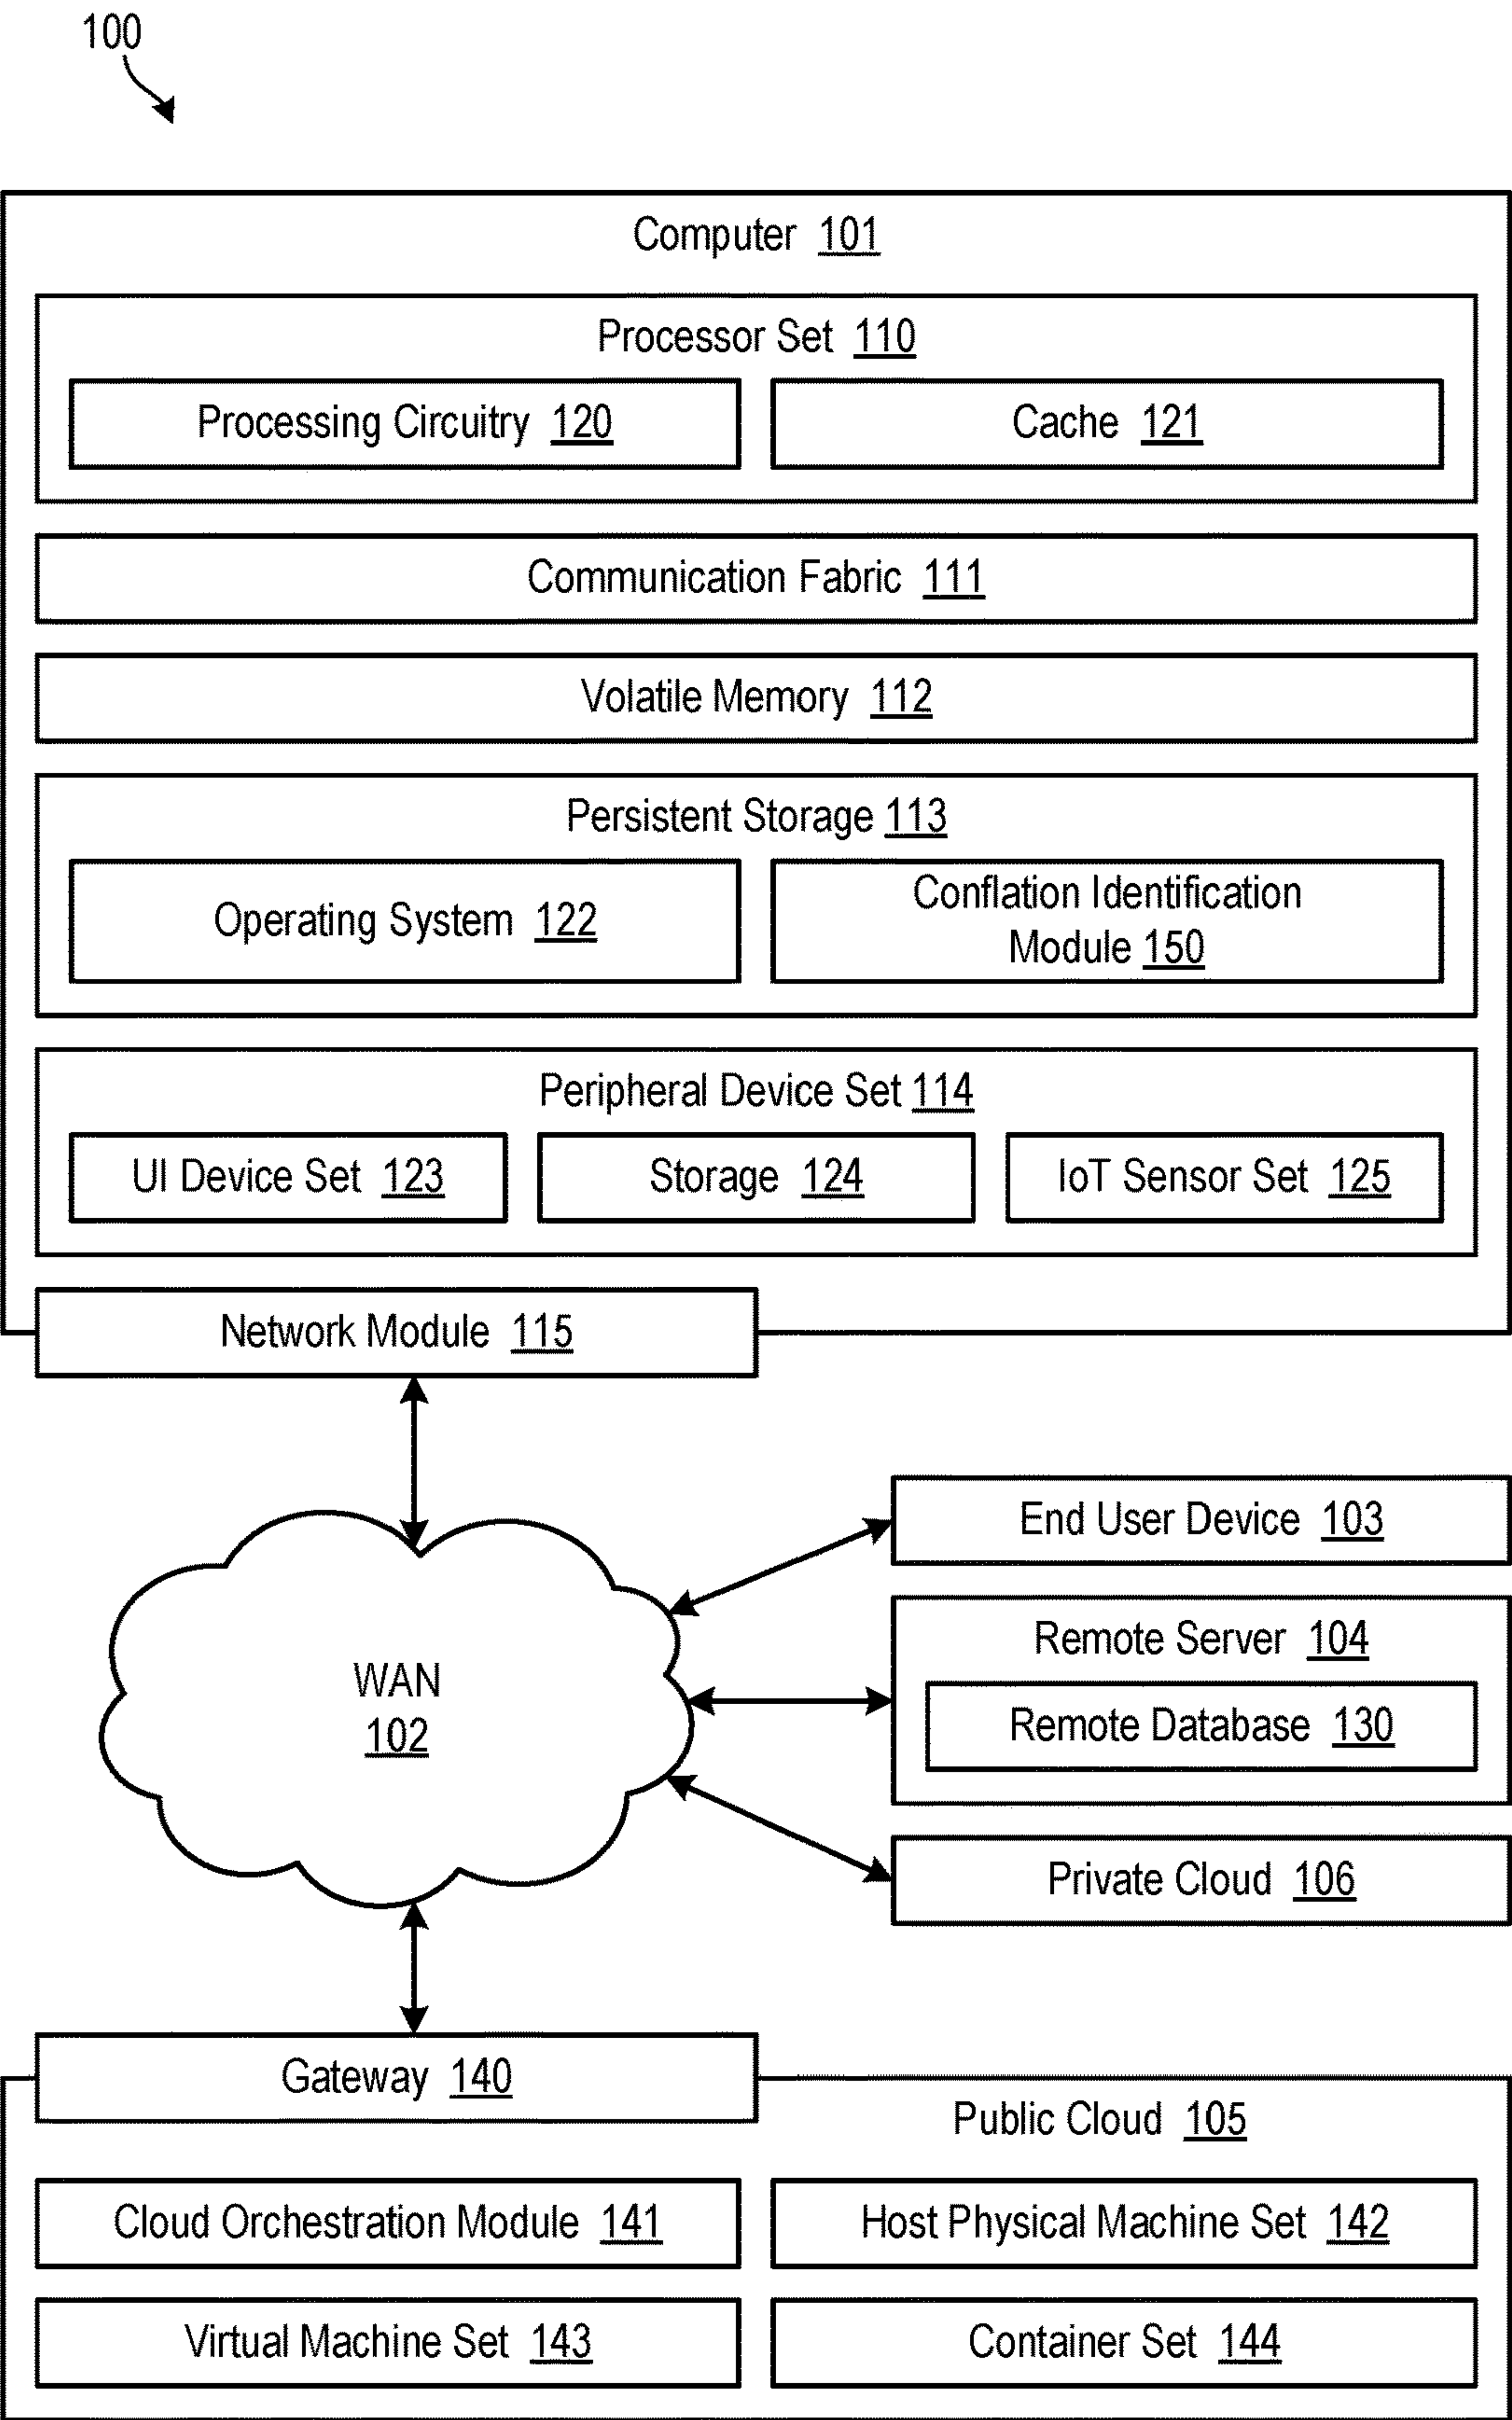 100
Computer 101
Processor Set 110
Processing Circuitry 120
Cache 121
Communication Fabric 111
Volatile Memory 112
Persistent Storage 113
Operating System 122
Conflation Identification
Module 150
Peripheral Device Set 114
UI Device Set 123
Storage 124
IoT Sensor Set 125
Network Module 115
End User Device 103
Remote Server 104
Remote Database 130
WAN
102
Private Cloud 106
Gateway 140
Public Cloud 105
Cloud Orchestration Module 141
Host Physical Machine Set 142
Virtual Machine Set 143
Container Set 144